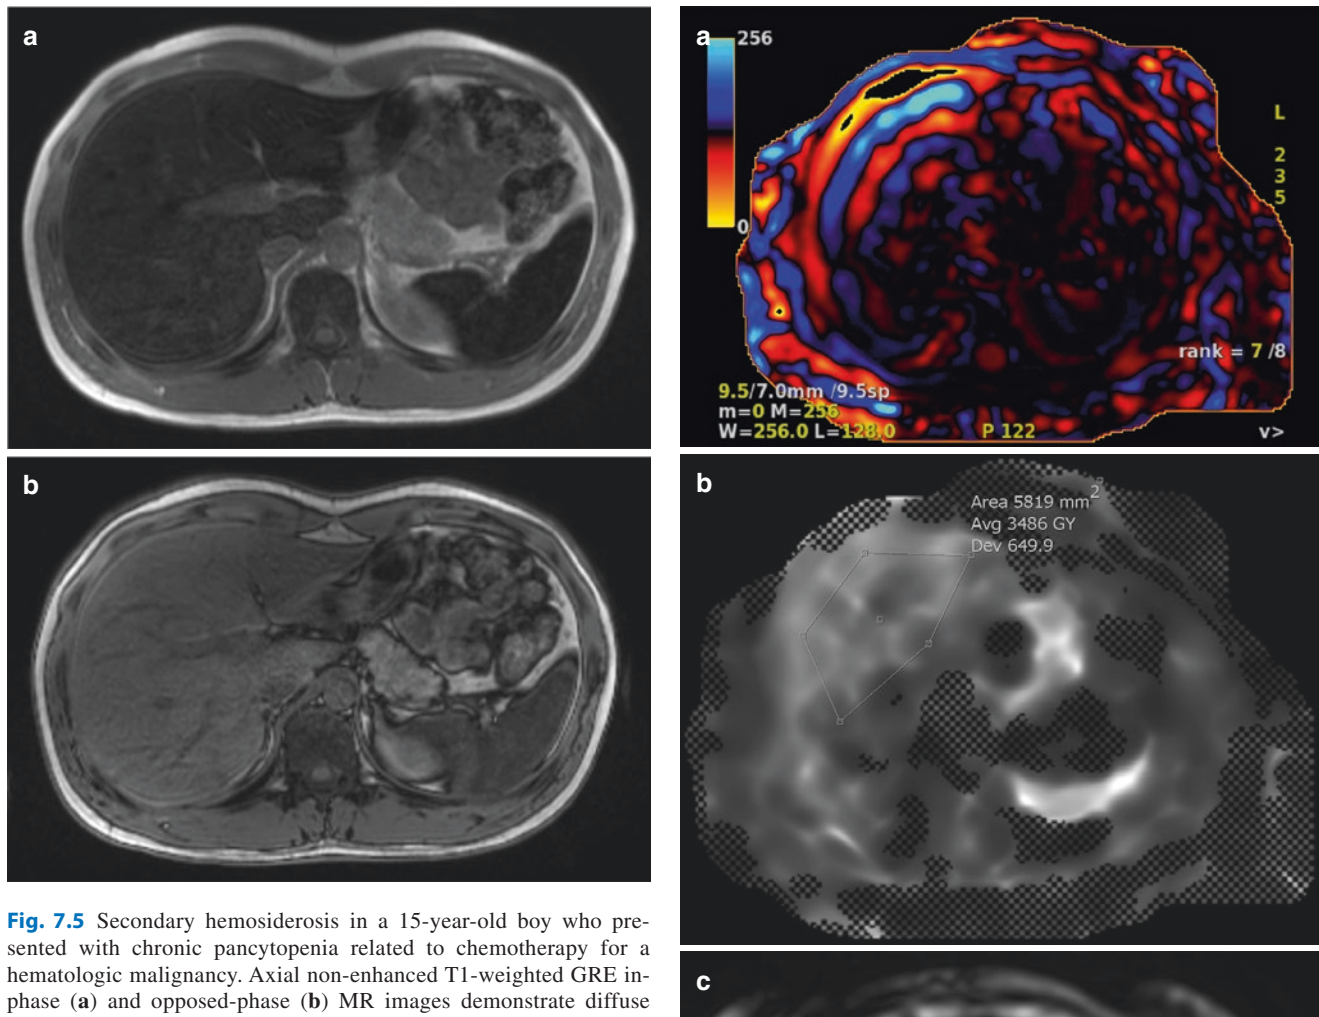 a
b
Fig. 7.5 Secondary hemosiderosis in a 15-year-old boy who pre-
sented with chronic pancytopenia related to chemotherapy for a
hematologic malignancy. Axial non-enhanced T1-weighted GRE in-
phase (a) and opposed-phase (b) MR images demonstrate diffuse
a
256
0
L
2
3
5
rank = 7 /8
9.5/7.0mm /9.5sp
m=0 M=256
W=256.0 L=128.0
P 122
v>
b
Area 5819 mm2
Avg 3486 GY
Dev 649.9
c